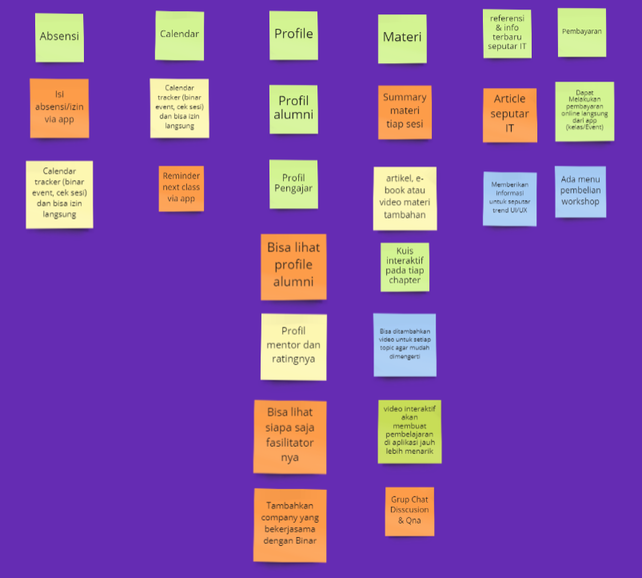 Absensi
Calendar
Profile
Materi
referensi
& info
terbaru
seputar IT
Pembayaran
Isi
absensi/izin
via app
Calendar
tracker (binar
event, cek sesi)
dan bisa izin
langsung
Profil
alumni
Summary
materi
tiap sesi
Article
seputar
IT
Dapat
Melakukan
pembayaran
online langsung
dari app
(kelas/Event)
Calendar
tracker (binar
event, cek sesi)
dan bisa izin
langsung
Reminder
next class
via app
Profil
Pengajar
artikel, e-
book atau
video materi
tambahan
Memberikan
informasi
untuk seputar
trend UI/UX
Ada menu
pembelian
workshop
Bisa lihat
profile
alumni
Kuis
interaktif
pada tiap
chapter
Profil
mentor dan
ratingnya
Bisa ditambahkan
video untuk setiap
topic agar mudah
dimengerti
Bisa lihat
siapa saja
fasilitator
nya
video interaktif
akan
membuat
pembelajaran
di aplikasi jauh
lebih menarik
Tambahkan
company yang
bekerjasama
dengan Binar
Grup Chat
Disscusion
& Qna